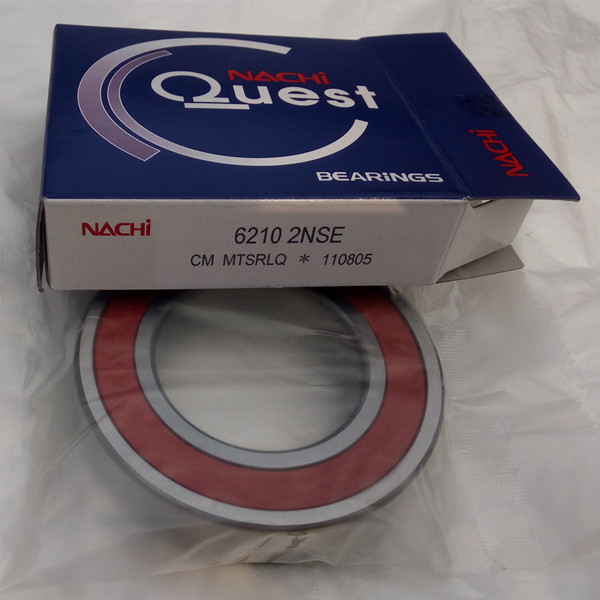 NACHi
Quest
BEARiNGS
NACHi
NACHi
6210 2NSE
CM MTSRLQ * 110805